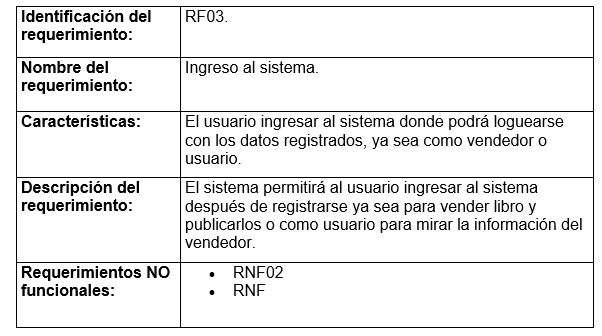 Identificación del RF03.
requerimiento:
Nombre del Ingreso al sistema.
requerimiento:
Características: El usuario ingresar al sistema donde podrá loguearse
con los datos registrados, ya sea como vendedor o
usuario.
Descripción del El sistema permitirá al usuario ingresar al sistema
requerimiento: después de registrarse ya sea para vender libro y
publicarlos o como usuario para mirar la información del
vendedor.
Requerimientos NO • RNF02
funcionales: • RNF